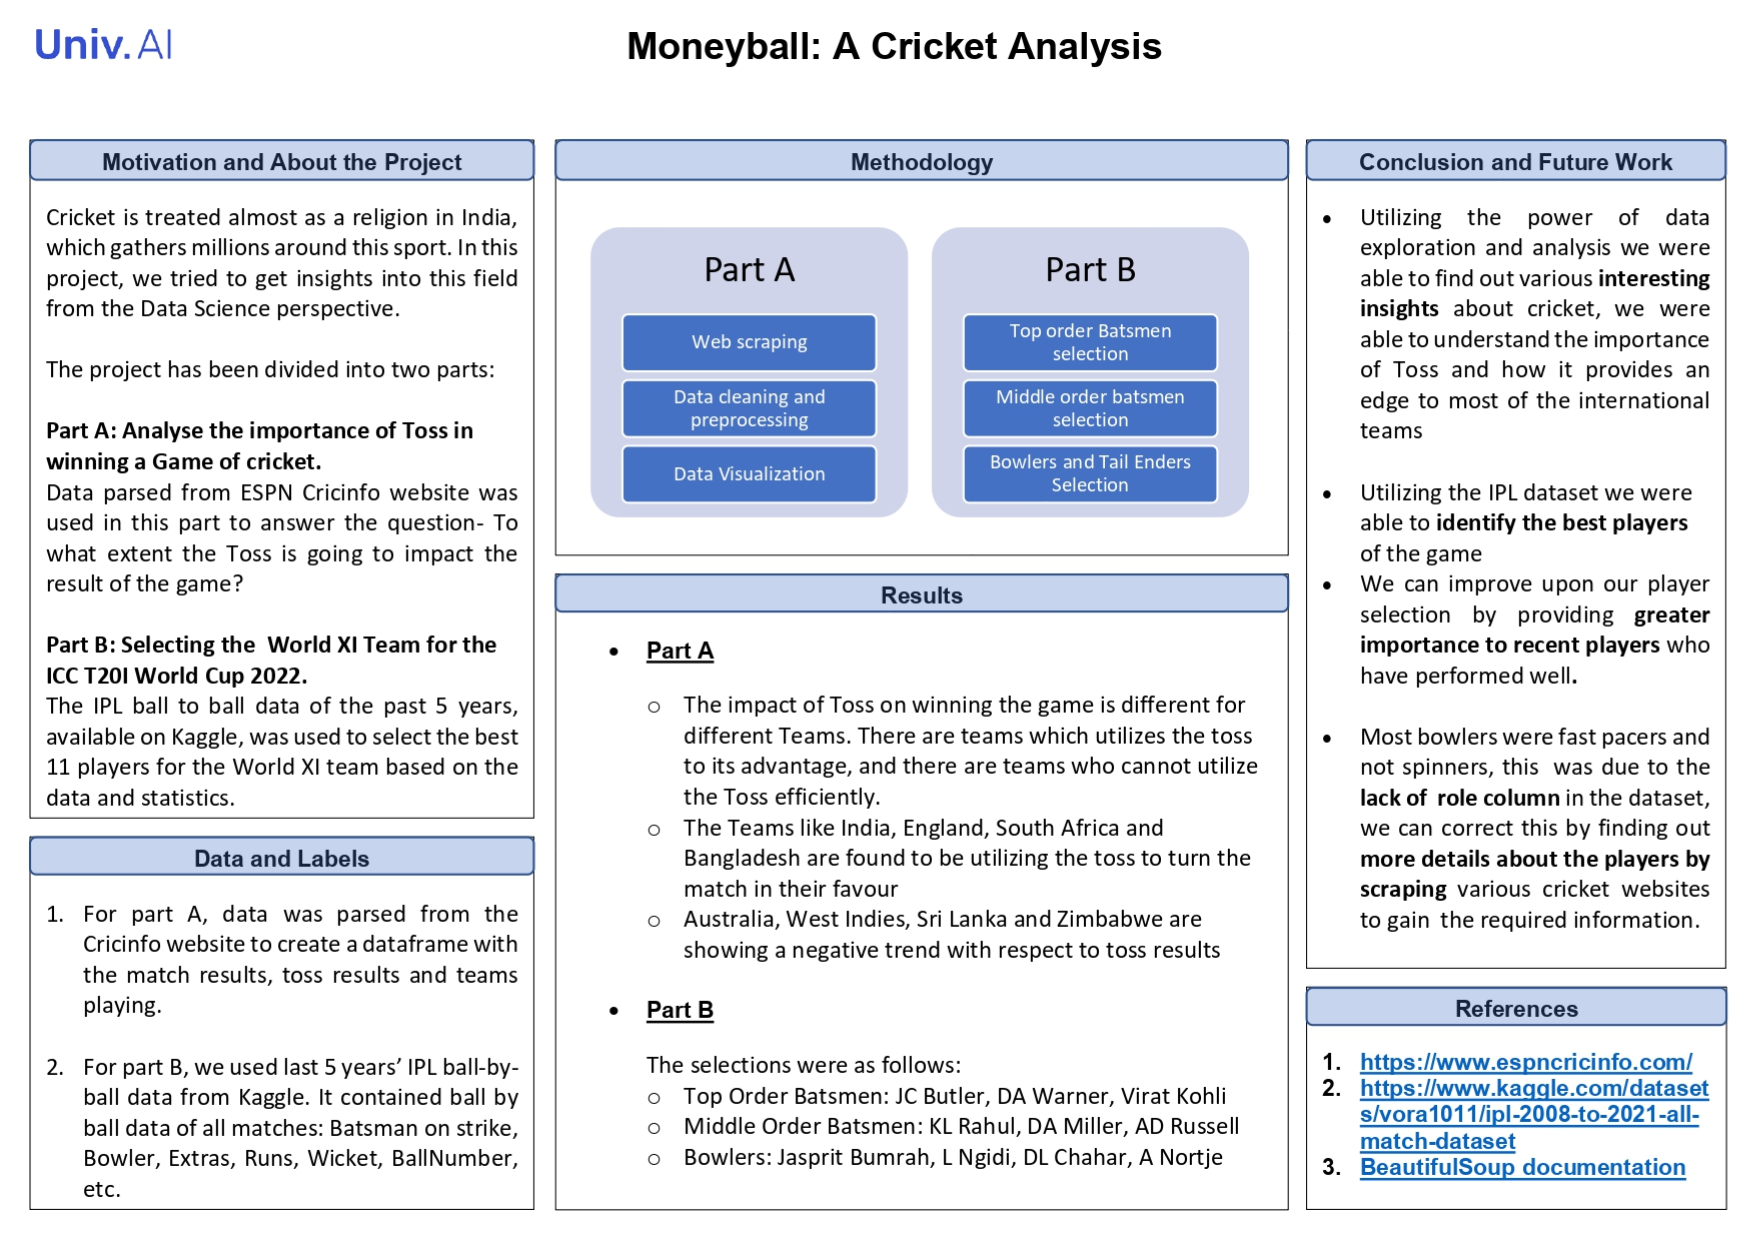 Univ.AI
Moneyball: A Cricket Analysis
Motivation and About the Project
Cricket is treated almost as a religion in India,
which gathers millions around this sport. In this
project, we tried to get insights into this field
from the Data Science perspective.
The project has been divided into two parts:
Part A: Analyse the importance of Toss in
winning a Game of cricket.
Data parsed from ESPN Cricinfo website was
used in this part to answer the question- To
what extent the Toss is going to impact the
result of the game?
Part B: Selecting the World XI Team for the
ICC T20I World Cup 2022.
The IPL ball to ball data of the past 5 years,
available on Kaggle, was used to select the best
11 players for the World XI team based on the
data and statistics.
Data and Labels
1. For part A, data was parsed from the
Cricinfo website to create a dataframe with
the match results, toss results and teams
playing.
2. For part B, we used last 5 years’ IPL ball-by-
ball data from Kaggle. It contained ball by
ball data of all matches: Batsman on strike,
Bowler, Extras, Runs, Wicket, BallNumber,
etc.
Methodology
Part A
Web scraping
Data cleaning and
preprocessing
Data Visualization
Part B
Top order Batsmen
selection
Middle order batsmen
selection
Bowlers and Tail Enders
Selection
Results
• Part A
o The impact of Toss on winning the game is different for
different Teams. There are teams which utilizes the toss
to its advantage, and there are teams who cannot utilize
the Toss efficiently.
o The Teams like India, England, South Africa and
Bangladesh are found to be utilizing the toss to turn the
match in their favour
o Australia, West Indies, Sri Lanka and Zimbabwe are
showing a negative trend with respect to toss results
• Part B
The selections were as follows:
o Top Order Batsmen: JC Butler, DA Warner, Virat Kohli
o Middle Order Batsmen: KL Rahul, DA Miller, AD Russell
o Bowlers: Jasprit Bumrah, L Ngidi, DL Chahar, A Nortje
Conclusion and Future Work
• Utilizing the power of data
exploration and analysis we were
able to find out various interesting
insights about cricket, we were
able to understand the importance
of Toss and how it provides an
edge to most of the international
teams
• Utilizing the IPL dataset we were
able to identify the best players
of the game
• We can improve upon our player
selection by providing greater
importance to recent players who
have performed well.
• Most bowlers were fast pacers and
not spinners, this was due to the
lack of role column in the dataset,
we can correct this by finding out
more details about the players by
scraping various cricket websites
to gain the required information.
References
1. https://www.espncricinfo.com/
2. https://www.kaggle.com/dataset
s/vora1011/ipl-2008-to-2021-all-
match-dataset
3. BeautifulSoup documentation